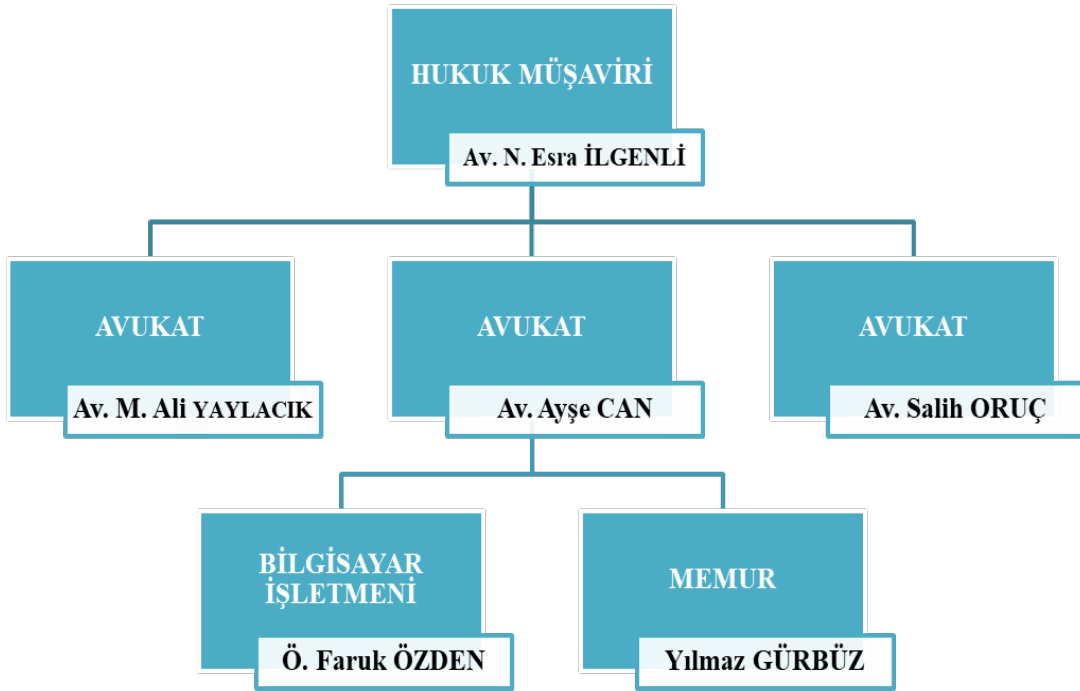 HUKUK MÜŞAVİRİ
Av. N. Esra İLGENLİ
AVUKAT
Av. M. Ali YAYLACIK
AVUKAT
Av. Ayşe CAN
AVUKAT
Av. Salih ORUÇ
BİLGİSAYAR
İŞLETMENİ
Ö. Faruk ÖZDEN
MEMUR
Yılmaz GÜRBÜZ